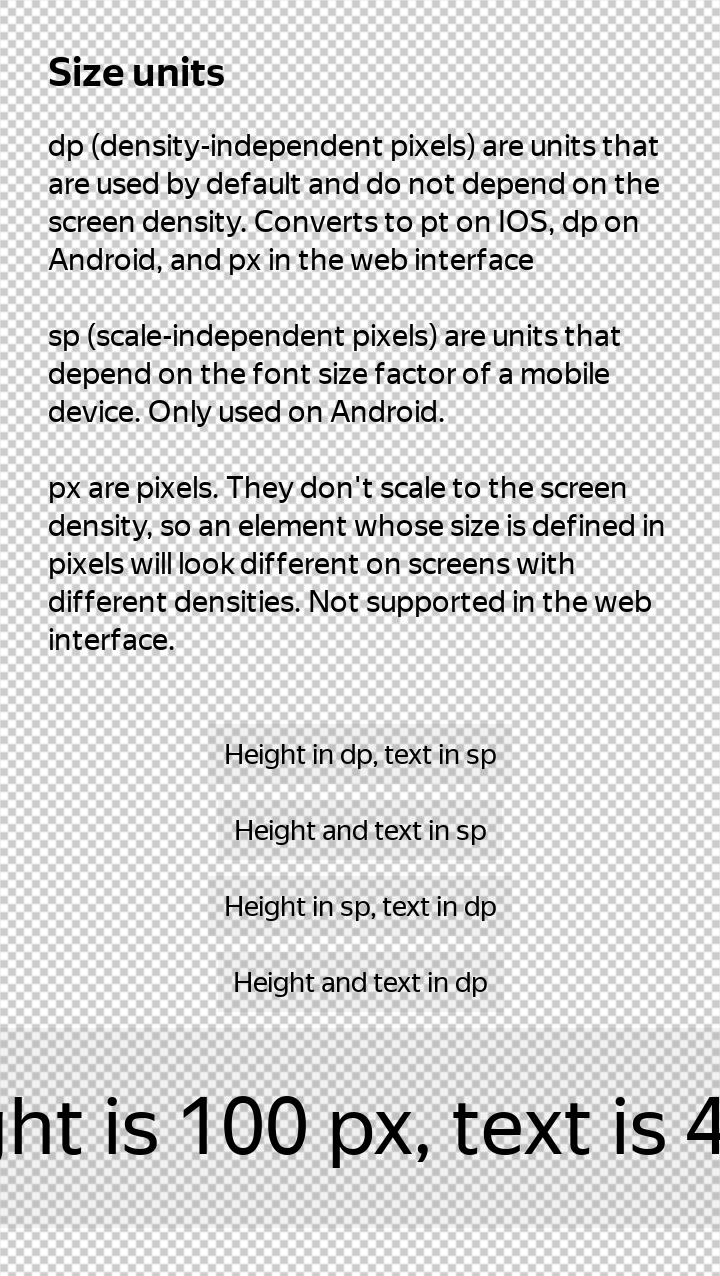 Size units
dp (density-independent pixels) are units that
are used by default and do not depend on the
screen density. Converts to pt on IOS, dp on
Android, and px in the web interface
sp (scale-independent pixels) are units that
depend on the font size factor of a mobile
device. Only used on Android.
px are pixels. They don't scale to the screen
density, so an element whose size is defined in
pixels will look different on screens with
different densities. Not supported in the web
interface.
Height in dp, text in sp
Height and text in sp
Height in sp, text in dp
Height and text in dp
ght is 100 px, text is 4